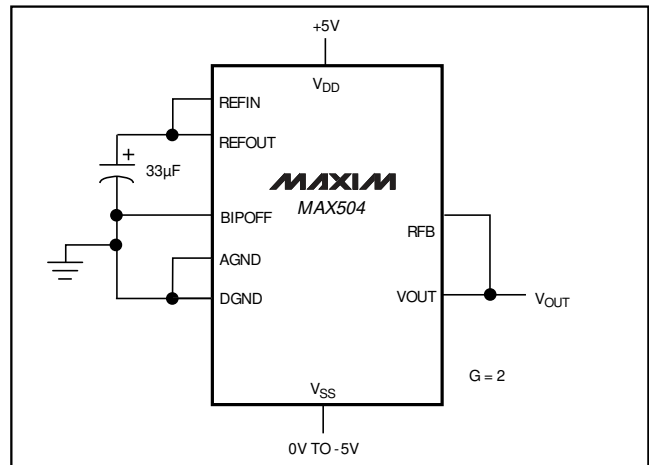 +5V
VDD
REFIN
REFOUT
+
33µF
MAXIM
MAX504
BIPOFF
RFB
AGND
DGND
VOUT
VOUT
G = 2
VSS
0V TO -5V